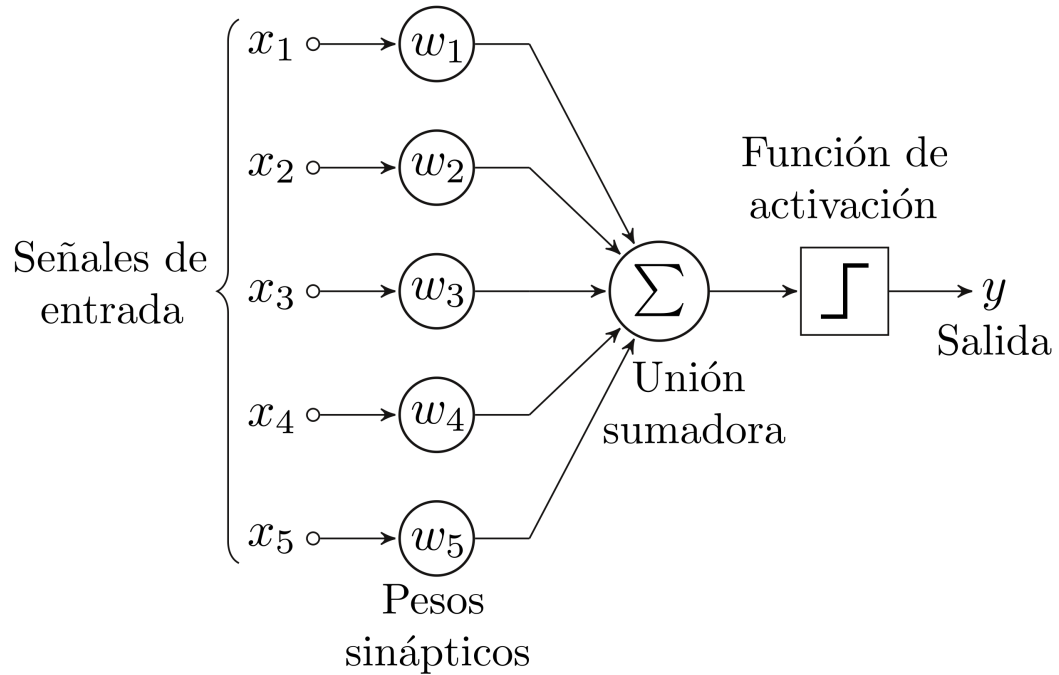 x₁
w₁
x₂
w₂
Función de
activación
Señales de
entrada
x₃
w₃
∑
y
Salida
Unión
sumadora
x₄
w₄
x₅
w₅
Pesos
sinápticos